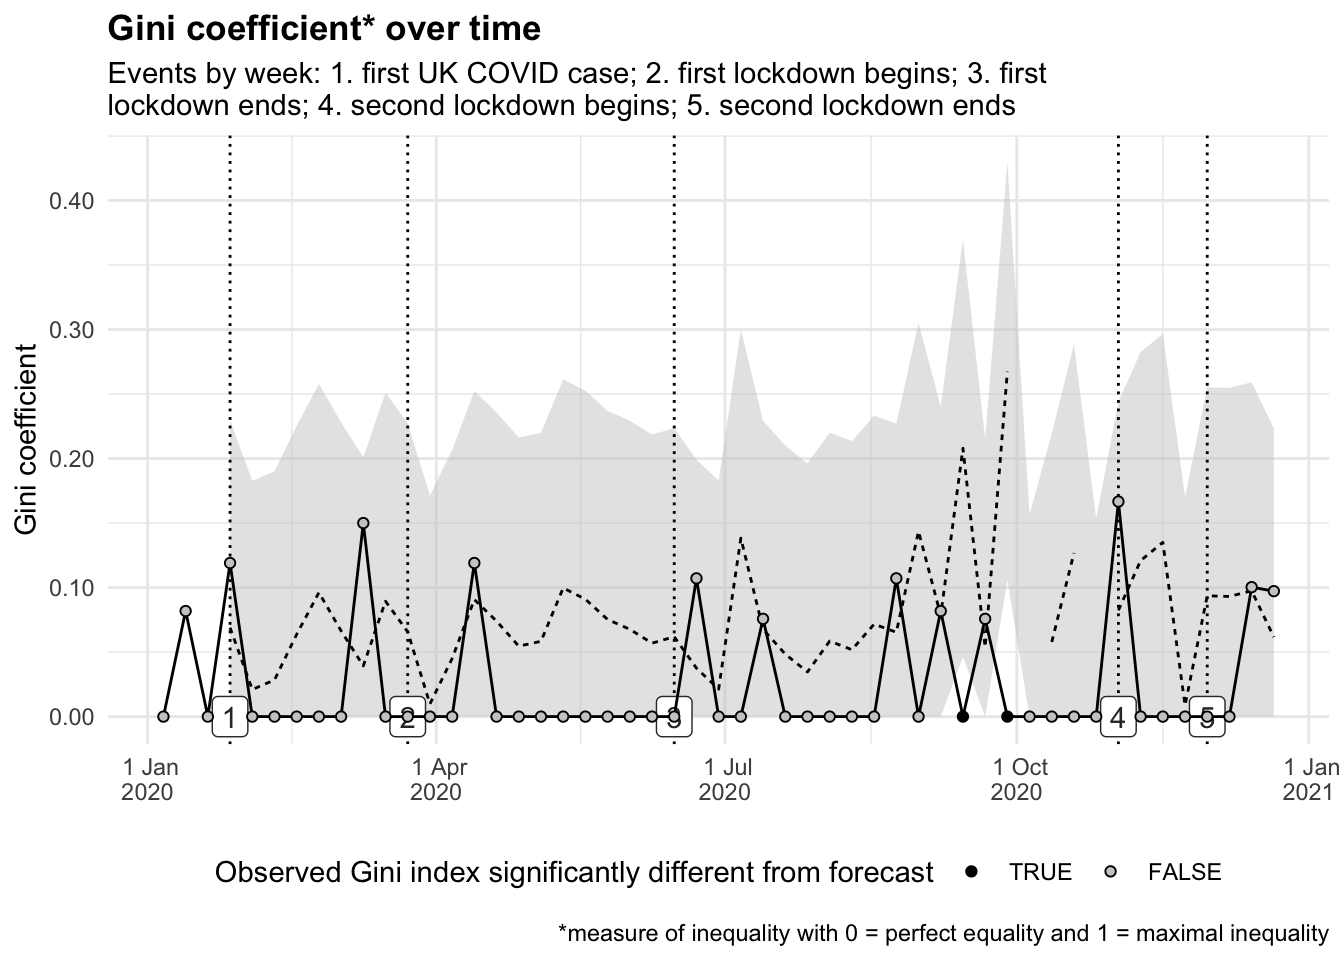 Gini coefficient* over time
Events by week: 1. first UK COVID case; 2. first lockdown begins; 3. first
lockdown ends; 4. second lockdown begins; 5. second lockdown ends
Gini coefficient
0.40
0.30
0.20
0.10
0.00
1
2
3
4
5
1 Jan
2020
1 Apr
2020
1 Jul
2020
1 Oct
2020
1 Jan
2021
Observed Gini index significantly different from forecast TRUE FALSE
*measure of inequality with 0 = perfect equality and 1 = maximal inequality